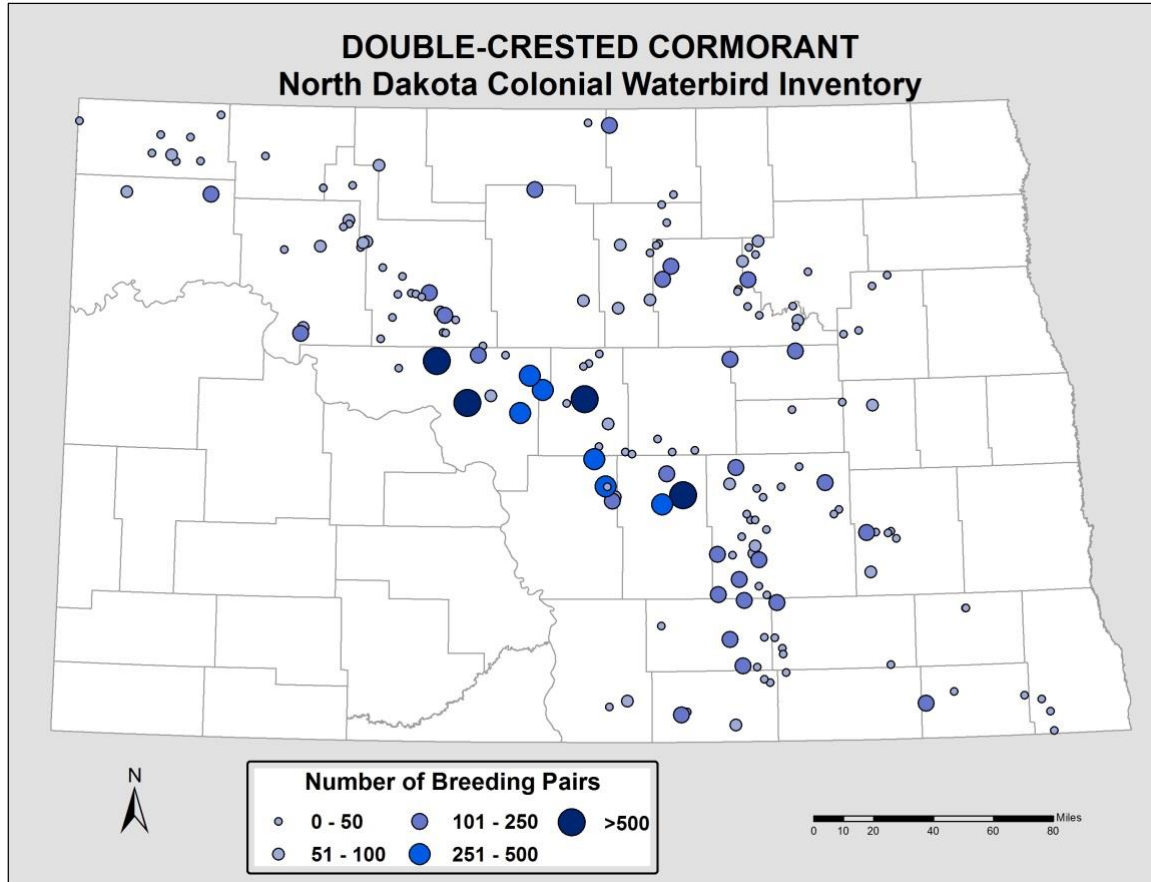 DOUBLE-CRESTED CORMORANT
North Dakota Colonial Waterbird Inventory
N
Number of Breeding Pairs
0 - 50
101 - 250
>500
51 - 100
251 - 500
Miles
0 10 20 40 60 80